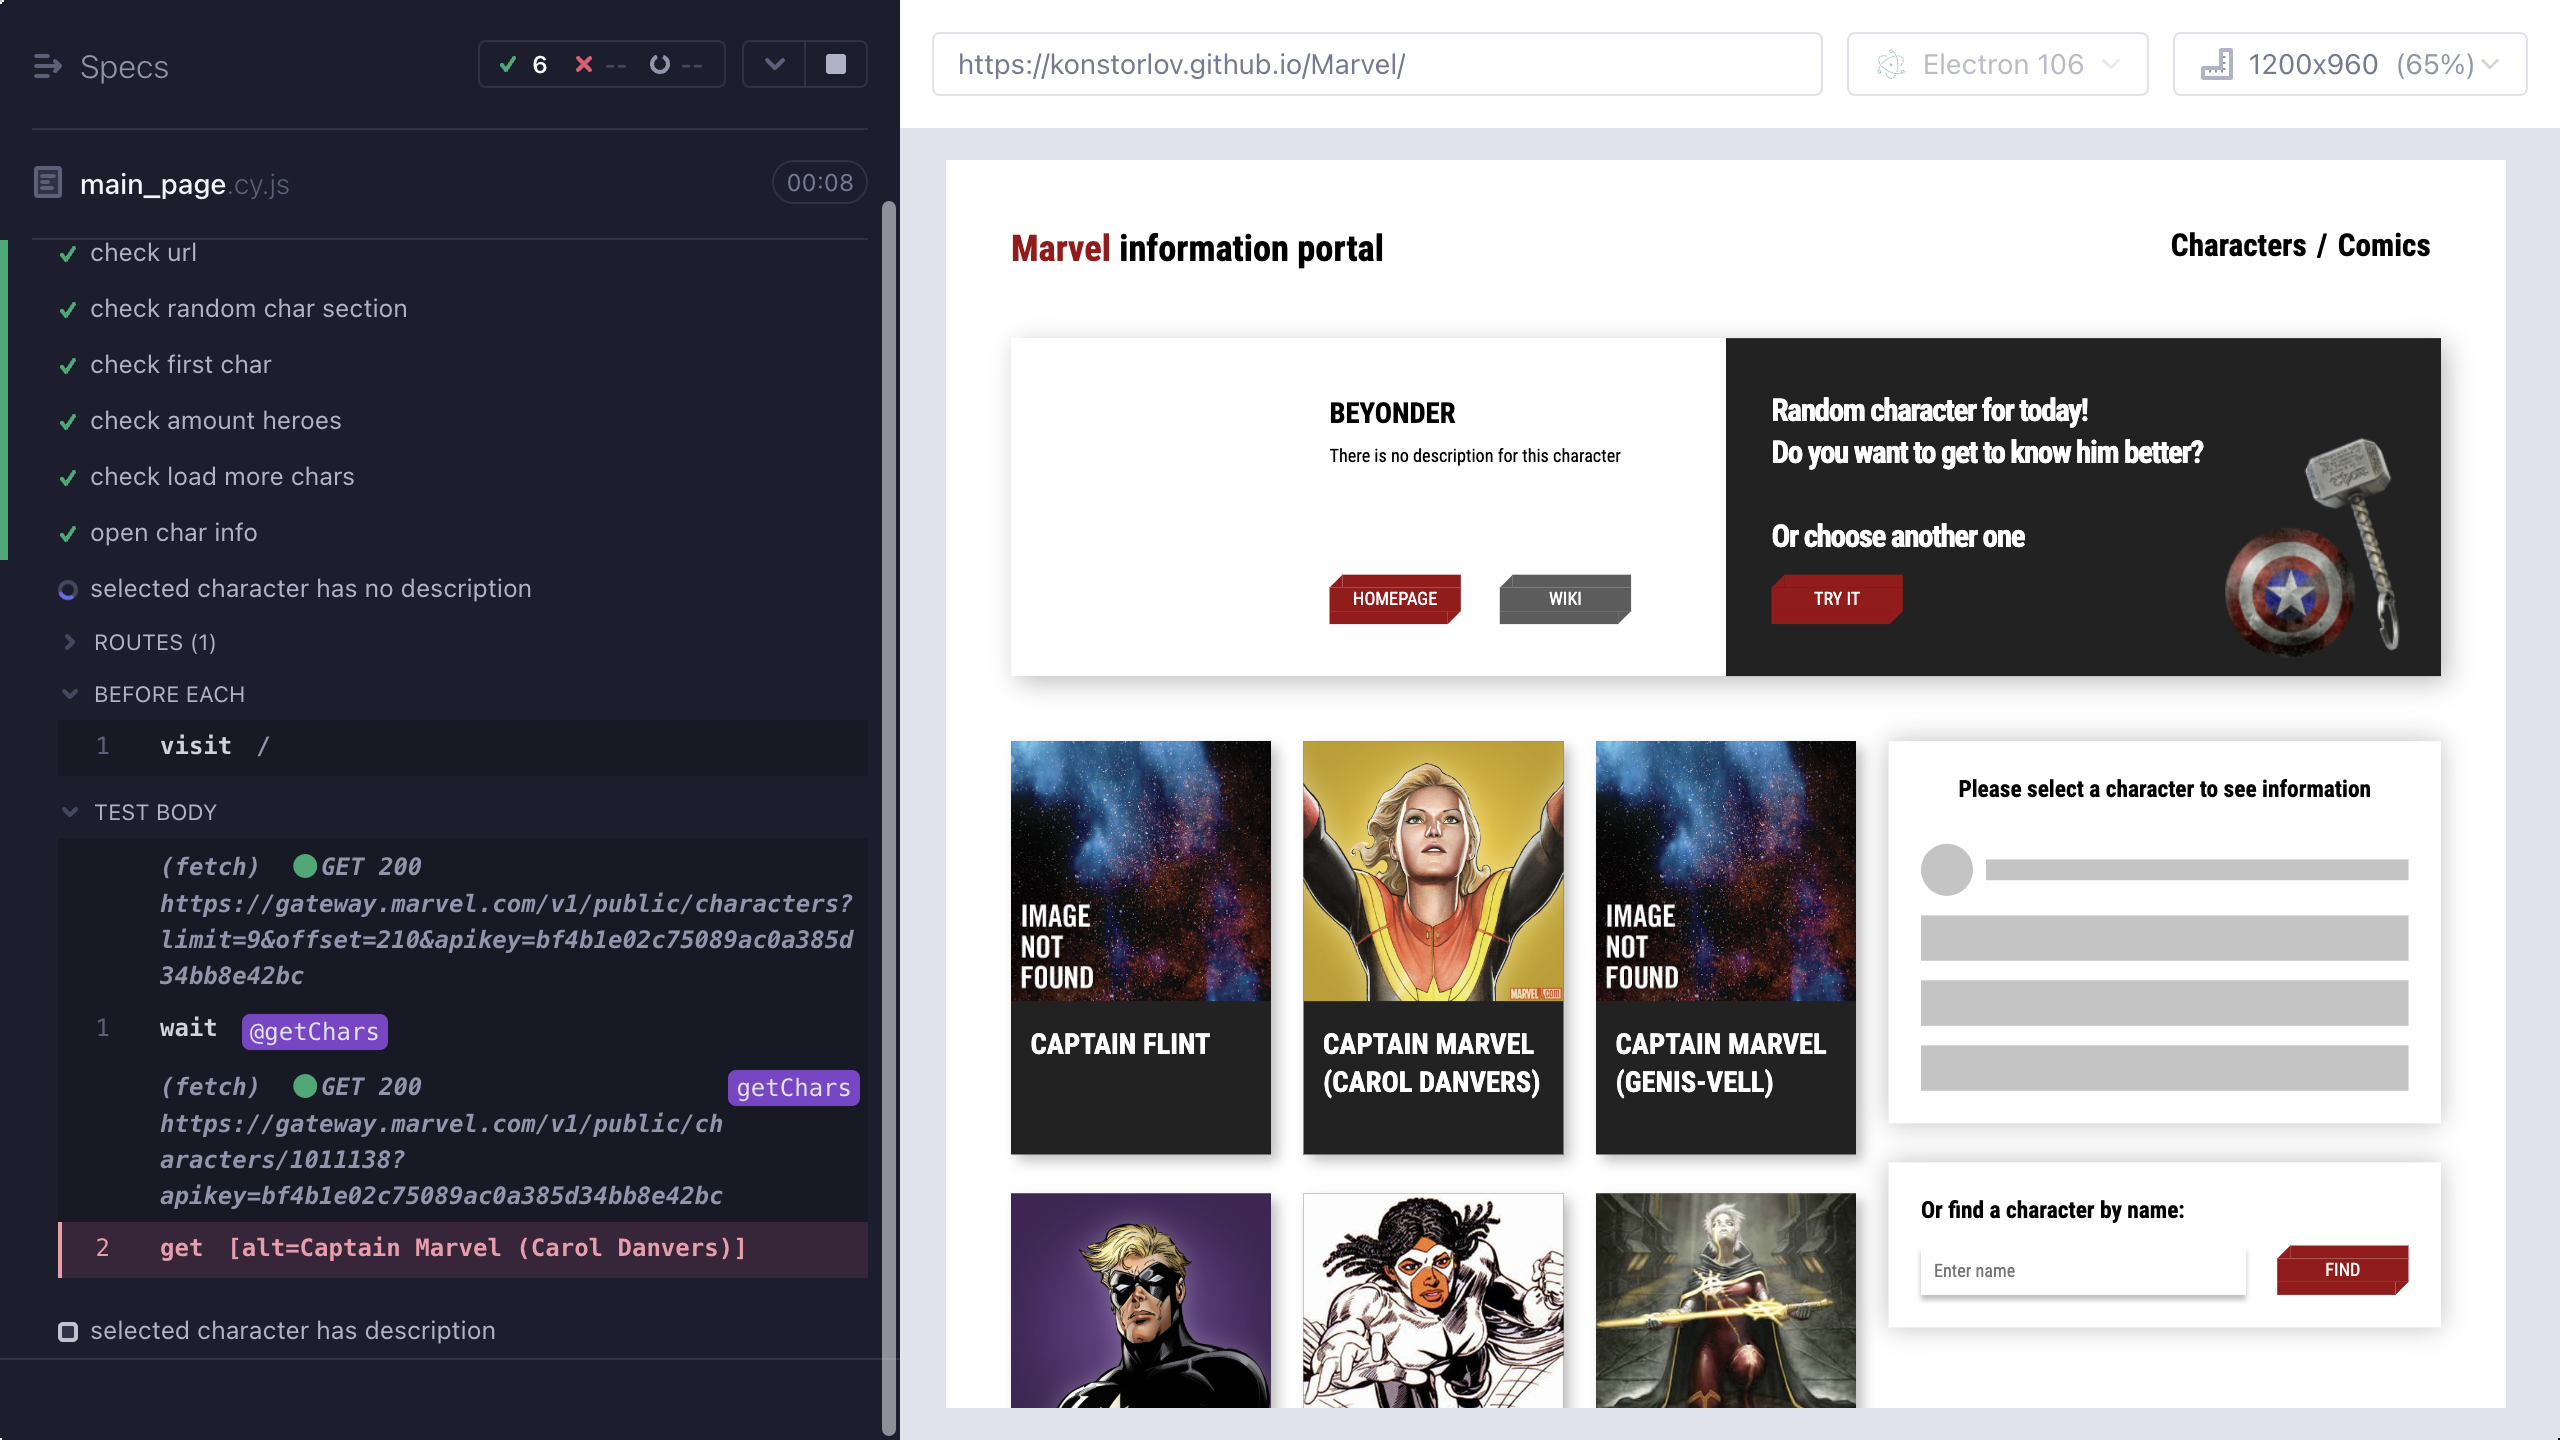 Specs
6 -- --
main_page.cy.js
00:08
check url
check random char section
check first char
check amount heroes
check load more chars
open char info
selected character has no description
ROUTES (1)
BEFORE EACH
1 visit /
TEST BODY
(fetch) GET 200
https://gateway.marvel.com/v1/public/characters?
limit=9&offset=210&apikey=bf4b1e02c75089ac0a385d
34bb8e42bc
1 wait @getChars
(fetch) GET 200 getChars
https://gateway.marvel.com/v1/public/ch
aracters/1011138?
apikey=bf4b1e02c75089ac0a385d34bb8e42bc
2 get [alt=Captain Marvel (Carol Danvers)]
selected character has description
https://konstorlov.github.io/Marvel/
Electron 106
1200x960 (65%)
Marvel information portal
Characters / Comics
BEYONDER
There is no description for this character
HOMEPAGE
WIKI
Random character for today!
Do you want to get to know him better?
Or choose another one
TRY IT
IMAGE
NOT
FOUND
CAPTAIN FLINT
MARVEL.com
CAPTAIN MARVEL
(CAROL DANVERS)
IMAGE
NOT
FOUND
CAPTAIN MARVEL
(GENIS-VELL)
Please select a character to see information
Or find a character by name:
Enter name
FIND